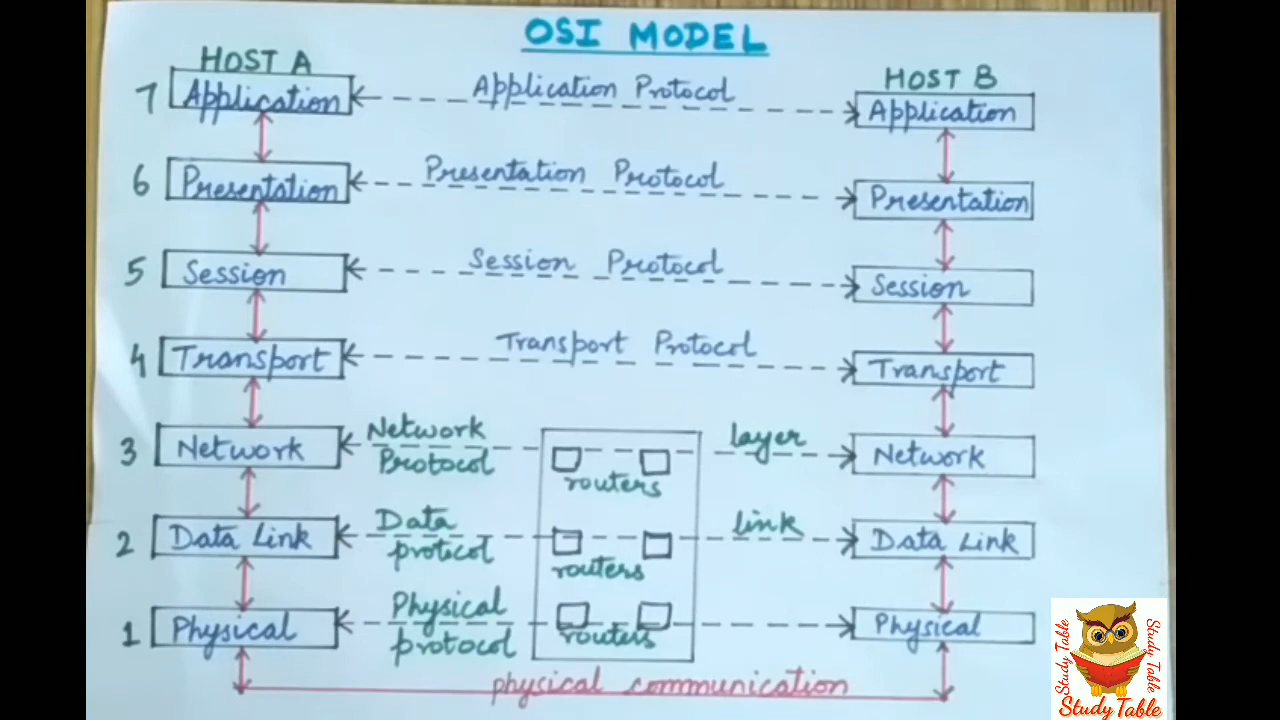 OSI MODEL
HOST A
HOST B
7 Application Application Protocol Application
6 Presentation Presentation Protocol Presentation
5 Session Session Protocol Session
4 Transport Transport Protocol Transport
3 Network Network layer Network
Protocol routers
2 Data Link Data link Data Link
protocol routers
1 Physical Physical Physical
protocol routers
physical communication
Study Table
Study Table
Study Table